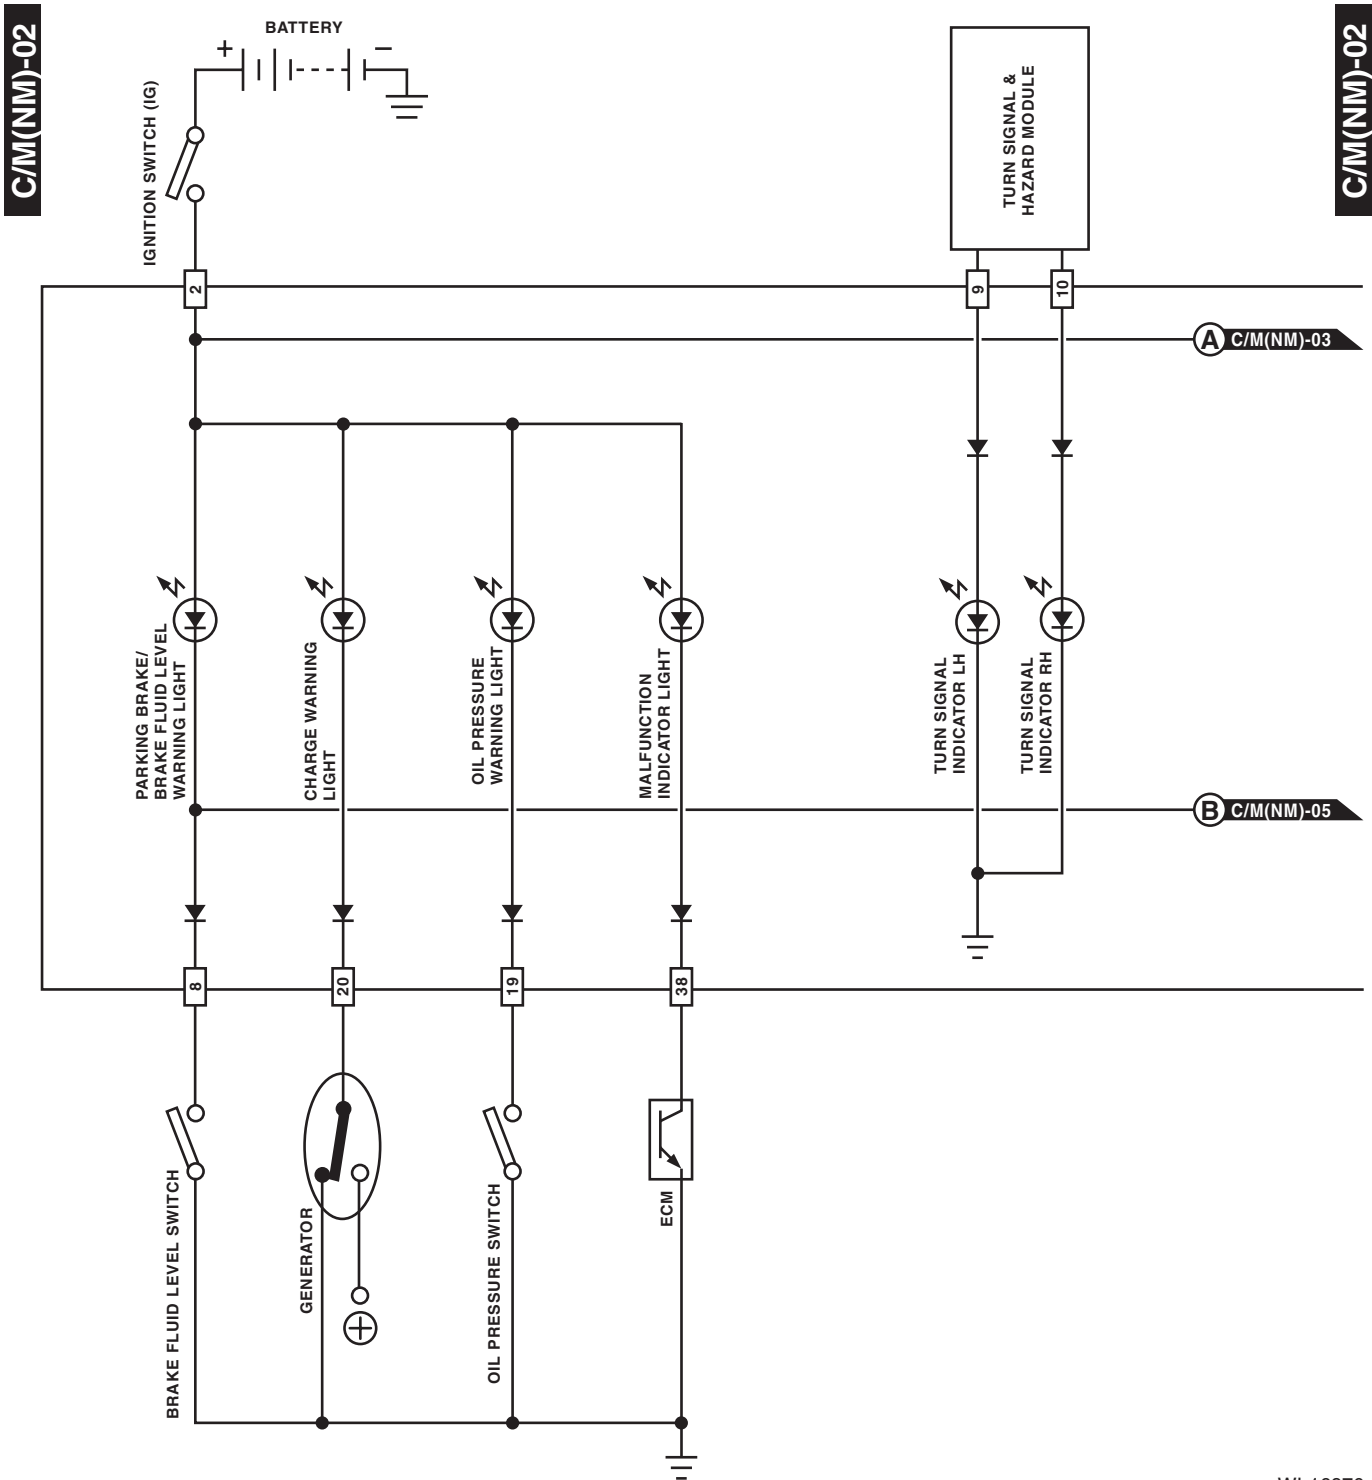 C/M(NM)-02
C/M(NM)-02
BATTERY
+
−
IGNITION SWITCH (IG)
TURN SIGNAL &
HAZARD MODULE
2
9
10
A
C/M(NM)-03
PARKING BRAKE/
BRAKE FLUID LEVEL
WARNING LIGHT
CHARGE WARNING
LIGHT
OIL PRESSURE
WARNING LIGHT
MALFUNCTION
INDICATOR LIGHT
TURN SIGNAL
INDICATOR LH
TURN SIGNAL
INDICATOR RH
B
C/M(NM)-05
8
20
19
38
BRAKE FLUID LEVEL SWITCH
GENERATOR
+
OIL PRESSURE SWITCH
ECM